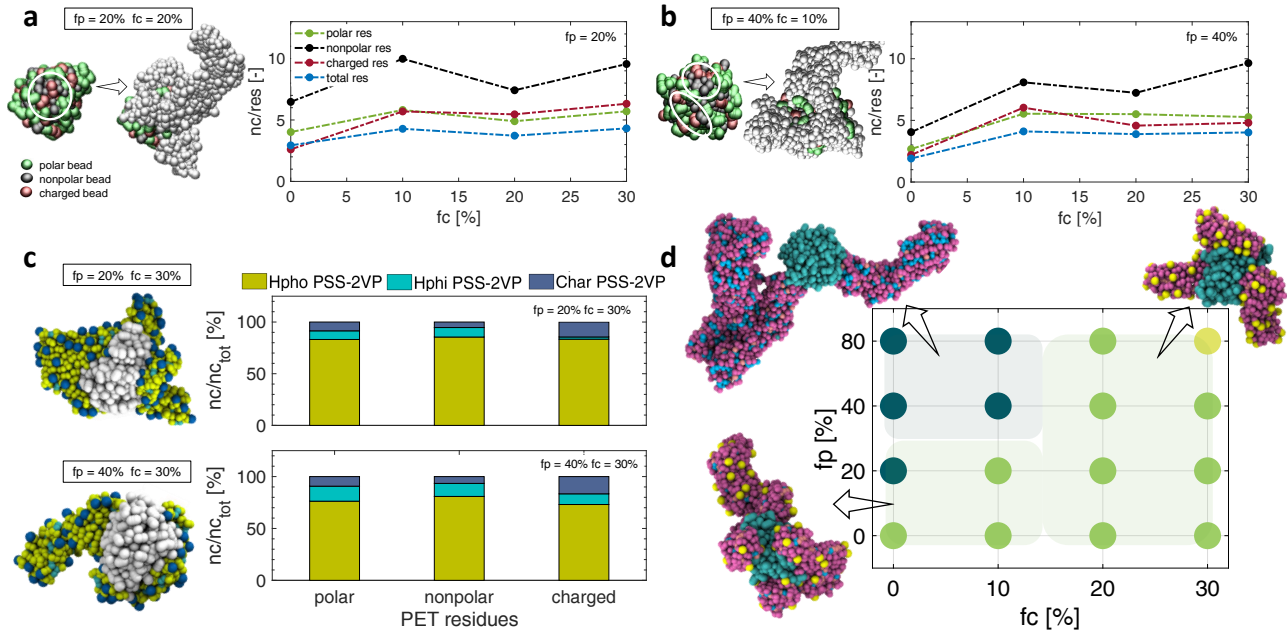 a
fp = 20% fc = 20%
polar bead
nonpolar bead
charged bead
polar res
nonpolar res
charged res
total res
fp = 20%
nc/res [-]
10
5
0
0 5 10 15 20 25 30
fc [%]
b
fp = 40% fc = 10%
fp = 40%
nc/res [-]
10
5
0
0 5 10 15 20 25 30
fc [%]
c
fp = 20% fc = 30%
Hpho PSS-2VP Hphi PSS-2VP Char PSS-2VP
fp = 20% fc = 30%
nc/nc_tot [%]
100
50
0
fp = 40% fc = 30%
fp = 40% fc = 30%
nc/nc_tot [%]
100
50
0
polar nonpolar charged
PET residues
d
fp [%]
80
40
20
0
0 10 20 30
fc [%]